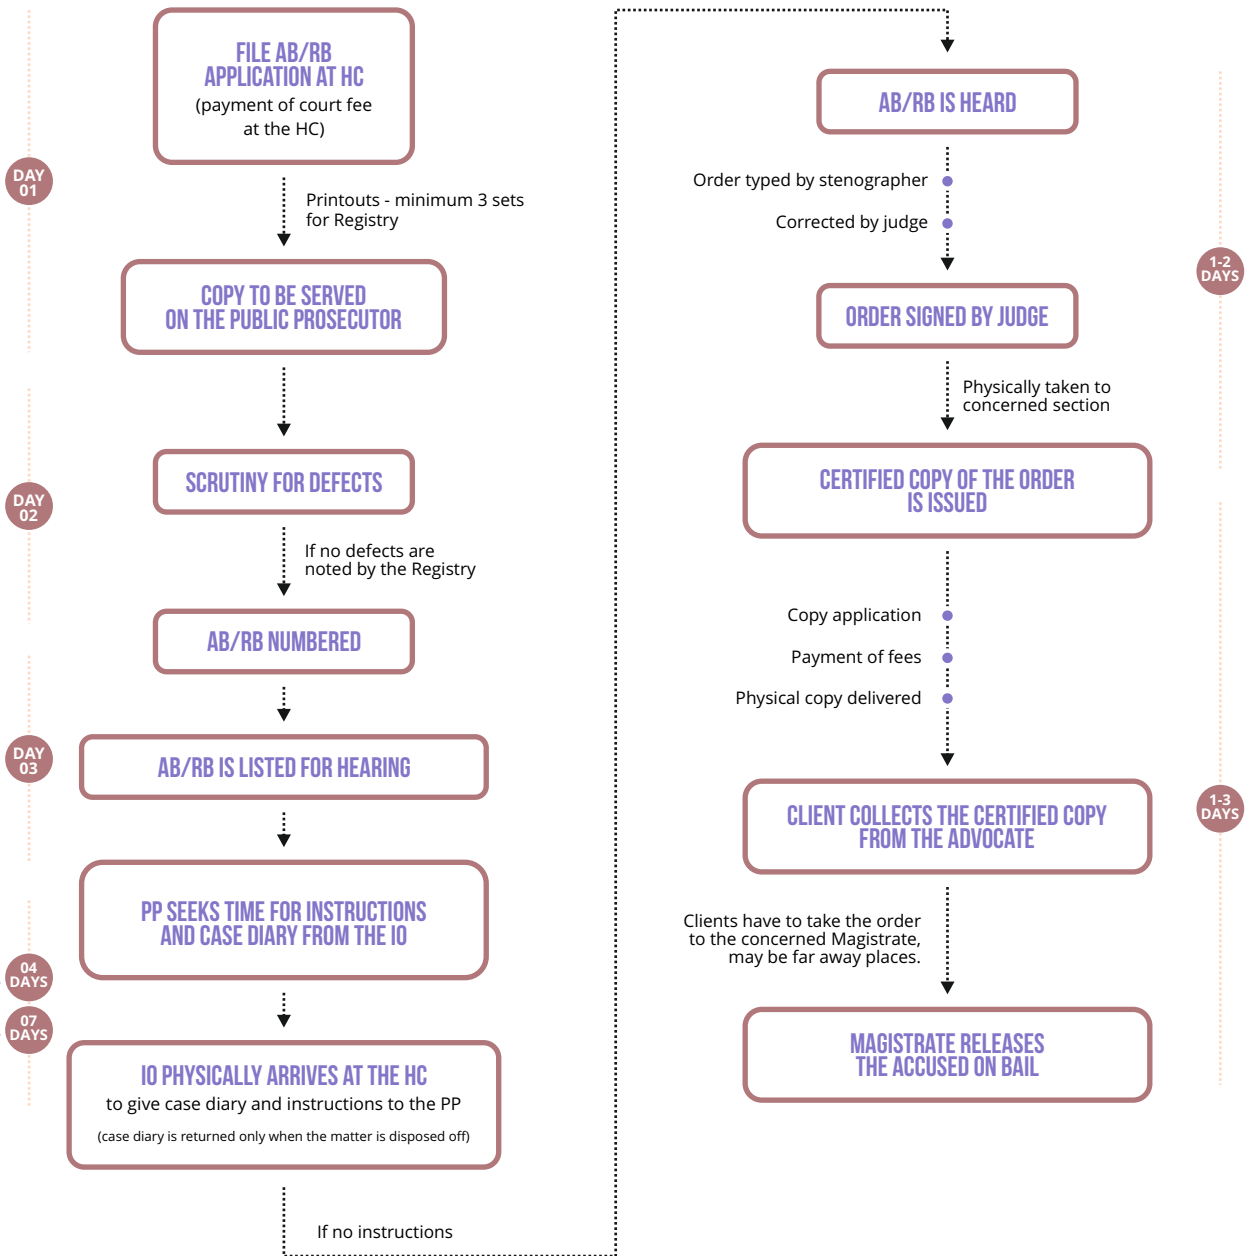 FILE AB/RB
APPLICATION AT HC
(payment of court fee
at the HC)
DAY
01
Printouts - minimum 3 sets
for Registry
COPY TO BE SERVED
ON THE PUBLIC PROSECUTOR
SCRUTINY FOR DEFECTS
DAY
02
If no defects are
noted by the Registry
AB/RB NUMBERED
DAY
03
AB/RB IS LISTED FOR HEARING
PP SEEKS TIME FOR INSTRUCTIONS
AND CASE DIARY FROM THE IO
04
DAYS
07
DAYS
IO PHYSICALLY ARRIVES AT THE HC
to give case diary and instructions to the PP
(case diary is returned only when the matter is disposed off)
If no instructions
AB/RB IS HEARD
Order typed by stenographer
Corrected by judge
1-2
DAYS
ORDER SIGNED BY JUDGE
Physically taken to
concerned section
CERTIFIED COPY OF THE ORDER
IS ISSUED
Copy application
Payment of fees
Physical copy delivered
1-3
DAYS
CLIENT COLLECTS THE CERTIFIED COPY
FROM THE ADVOCATE
Clients have to take the order
to the concerned Magistrate,
may be far away places.
MAGISTRATE RELEASES
THE ACCUSED ON BAIL